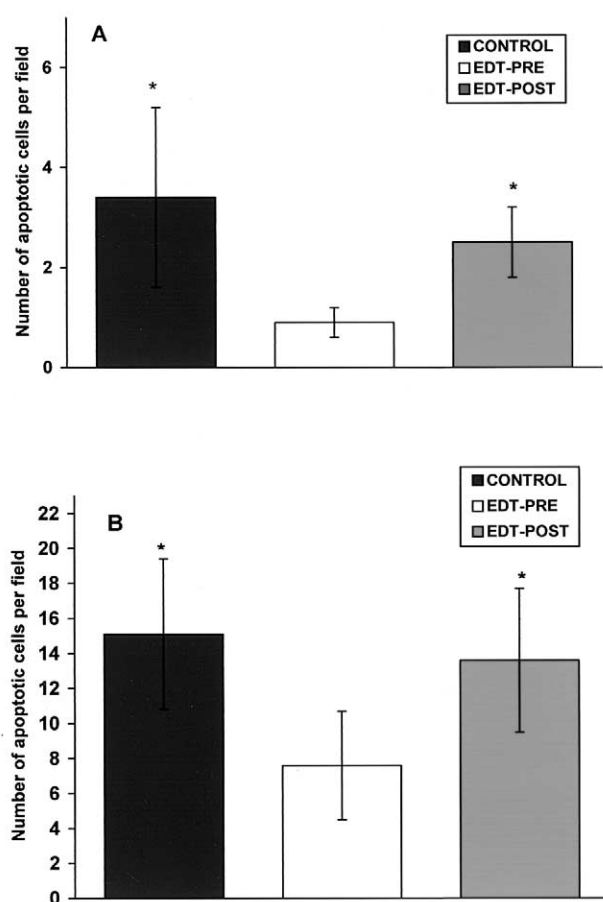 A
CONTROL
EDT-PRE
EDT-POST
Number of apoptotic cells per field
6
4
2
0
*
*
B
CONTROL
EDT-PRE
EDT-POST
Number of apoptotic cells per field
22
20
18
16
14
12
10
8
6
4
2
0
*
*